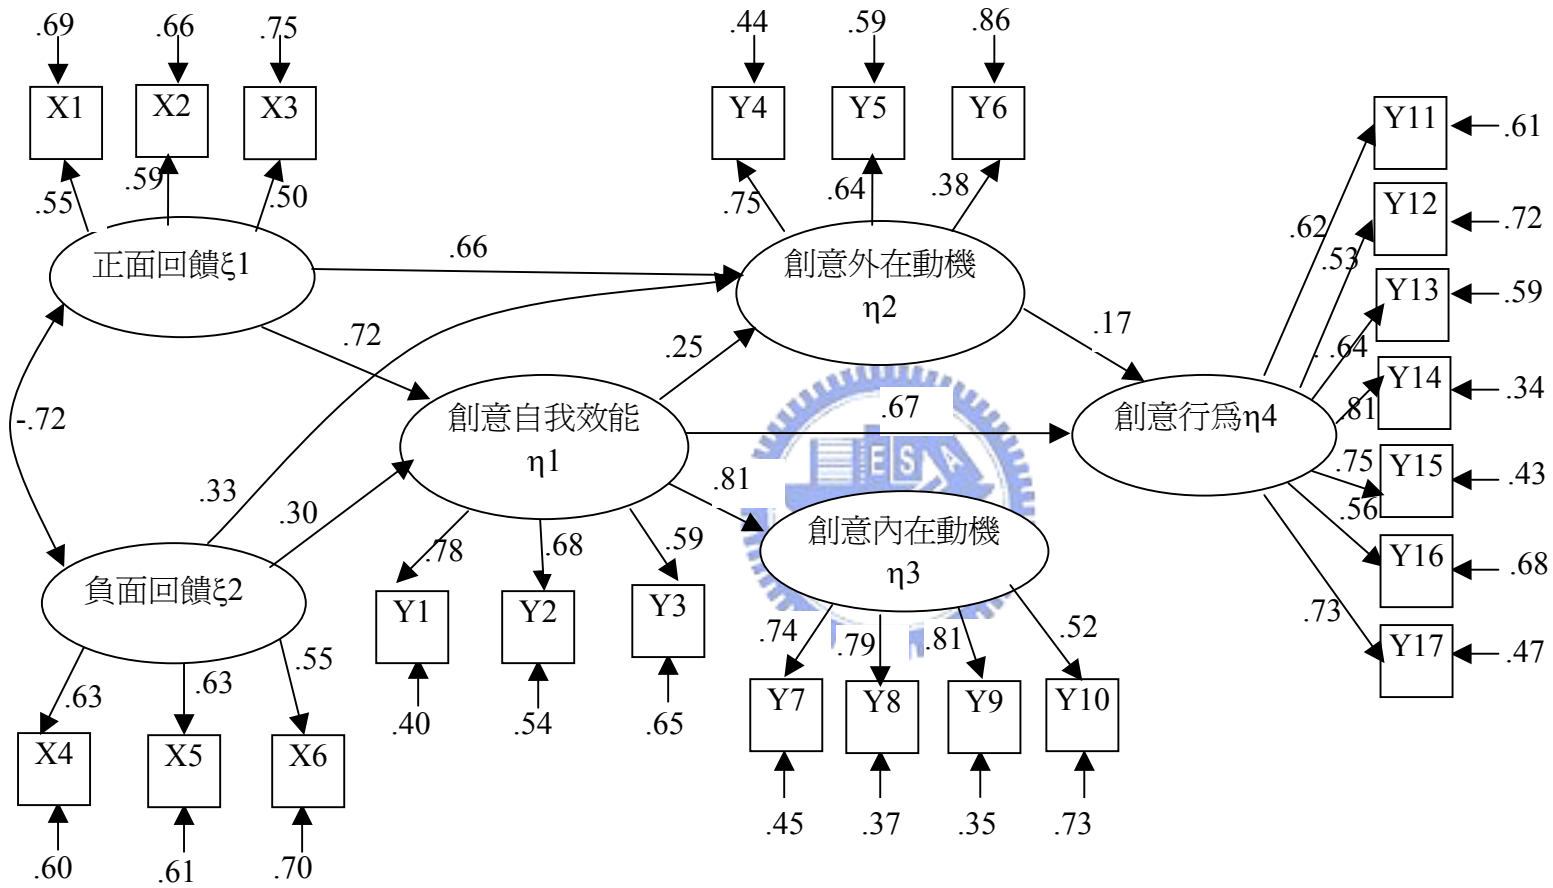 .69
.66
.75
.44
.59
.86
X1
X2
X3
Y4
Y5
Y6
Y11
.61
.55
.59
.50
.75
.64
.38
.62
Y12
.72
正面回饋ξ1
.66
創意外在動機
η2
.53
Y13
.59
.72
.25
.17
. .64
Y14
.34
-.72
創意自我效能
η1
.67
創意行為η4
.81
.75
Y15
.43
.33
.30
.81
E S A
創意內在動機
η3
.56
Y16
.68
負面回饋ξ2
.78
.68
.59
Y1
Y2
Y3
.74
.79
.81
.52
.73
Y17
.47
.63
.63
.55
.40
.54
.65
Y7
Y8
Y9
Y10
X4
X5
X6
.45
.37
.35
.73
.60
.61
.70